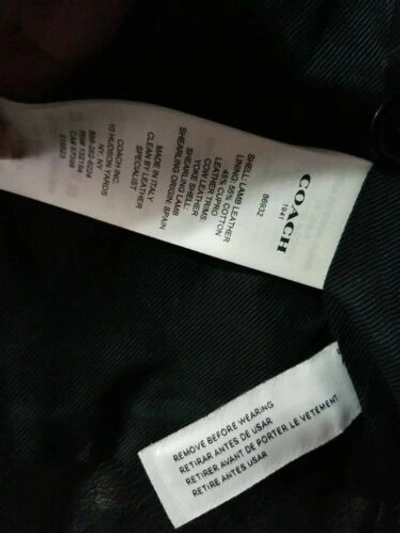 COACH
1941
86932
SHELL: LAMB LEATHER
LINING: 55% COTTON
45% CUPRO
LEATHER TRIMS:
COW LEATHER
YOKE SHELL:
SHEARLING LAMB
SHEARLING ORIGIN: SPAIN
MADE IN ITALY
CLEAN BY LEATHER
SPECIALIST
COACH INC.
10 HUDSON YARDS
NY, NY
REMOVE BEFORE WEARING
RETIRAR ANTES DE USAR
RETIRER AVANT DE PORTER LE VETEMENT
RETIRE ANTES USAR